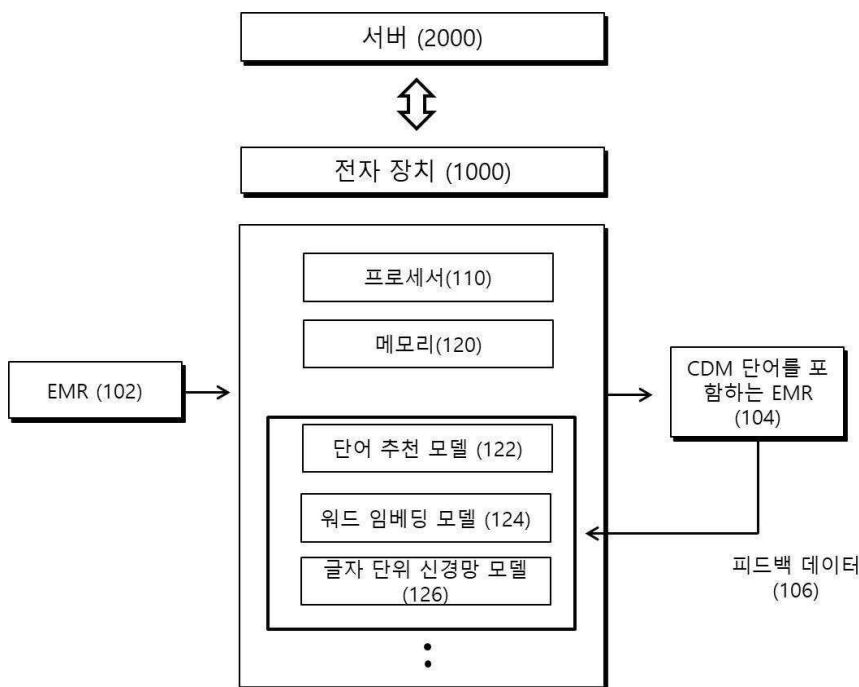 서버 (2000)
전자 장치 (1000)
프로세서(110)
메모리(120)
EMR (102)
CDM 단어를 포
함하는 EMR
(104)
단어 추천 모델 (122)
워드 임베딩 모델 (124)
글자 단위 신경망 모델
(126)
피드백 데이터
(106)